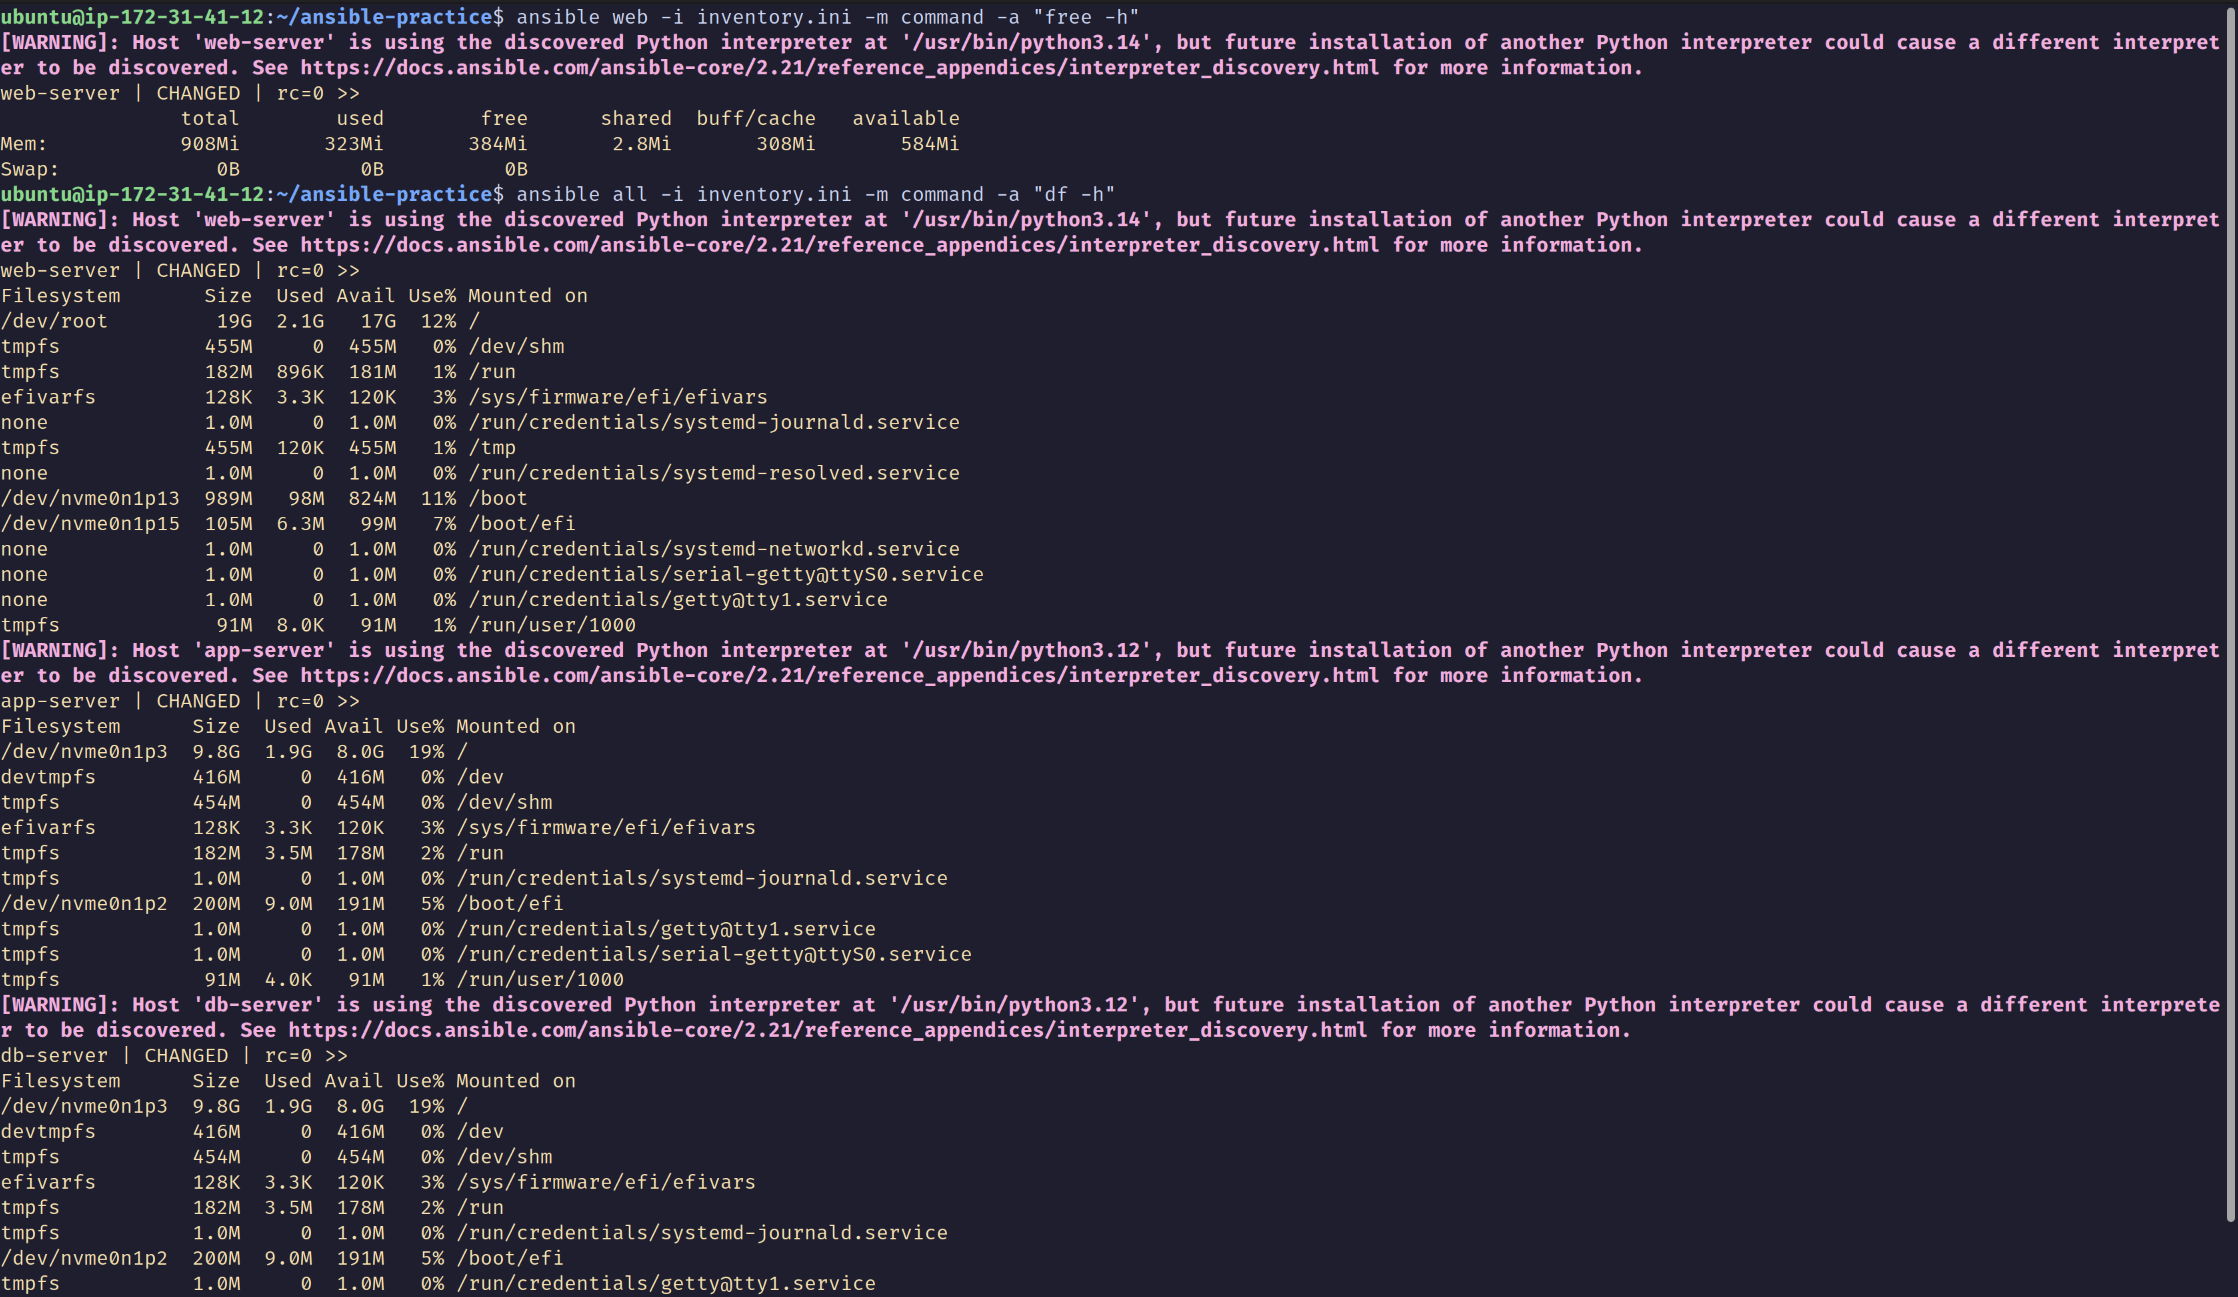 ubuntu@ip-172-31-41-12:~/ansible-practice$ ansible web -i inventory.ini -m command -a "free -h"
[WARNING]: Host 'web-server' is using the discovered Python interpreter at '/usr/bin/python3.14', but future installation of another Python interpreter could cause a different interpret
er to be discovered. See https://docs.ansible.com/ansible-core/2.21/reference_appendices/interpreter_discovery.html for more information.
web-server | CHANGED | rc=0 >>
               total        used        free      shared  buff/cache   available
Mem:           908Mi       323Mi       384Mi       2.8Mi       308Mi       584Mi
Swap:             0B          0B          0B
ubuntu@ip-172-31-41-12:~/ansible-practice$ ansible all -i inventory.ini -m command -a "df -h"
[WARNING]: Host 'web-server' is using the discovered Python interpreter at '/usr/bin/python3.14', but future installation of another Python interpreter could cause a different interpret
er to be discovered. See https://docs.ansible.com/ansible-core/2.21/reference_appendices/interpreter_discovery.html for more information.
web-server | CHANGED | rc=0 >>
Filesystem       Size  Used Avail Use% Mounted on
/dev/root         19G  2.1G   17G  12% /
tmpfs            455M     0  455M   0% /dev/shm
tmpfs            182M  896K  181M   1% /run
efivarfs         128K  3.3K  120K   3% /sys/firmware/efi/efivars
none             1.0M     0  1.0M   0% /run/credentials/systemd-journald.service
tmpfs            455M  120K  455M   1% /tmp
none             1.0M     0  1.0M   0% /run/credentials/systemd-resolved.service
/dev/nvme0n1p13  989M   98M  824M  11% /boot
/dev/nvme0n1p15  105M  6.3M   99M   7% /boot/efi
none             1.0M     0  1.0M   0% /run/credentials/systemd-networkd.service
none             1.0M     0  1.0M   0% /run/credentials/serial-getty@ttyS0.service
none             1.0M     0  1.0M   0% /run/credentials/getty@tty1.service
tmpfs             91M  8.0K   91M   1% /run/user/1000
[WARNING]: Host 'app-server' is using the discovered Python interpreter at '/usr/bin/python3.12', but future installation of another Python interpreter could cause a different interpret
er to be discovered. See https://docs.ansible.com/ansible-core/2.21/reference_appendices/interpreter_discovery.html for more information.
app-server | CHANGED | rc=0 >>
Filesystem      Size  Used Avail Use% Mounted on
/dev/nvme0n1p3  9.8G  1.9G  8.0G  19% /
devtmpfs        416M     0  416M   0% /dev
tmpfs           454M     0  454M   0% /dev/shm
efivarfs        128K  3.3K  120K   3% /sys/firmware/efi/efivars
tmpfs           182M  3.5M  178M   2% /run
tmpfs           1.0M     0  1.0M   0% /run/credentials/systemd-journald.service
/dev/nvme0n1p2  200M  9.0M  191M   5% /boot/efi
tmpfs           1.0M     0  1.0M   0% /run/credentials/getty@tty1.service
tmpfs           1.0M     0  1.0M   0% /run/credentials/serial-getty@ttyS0.service
tmpfs            91M  4.0K   91M   1% /run/user/1000
[WARNING]: Host 'db-server' is using the discovered Python interpreter at '/usr/bin/python3.12', but future installation of another Python interpreter could cause a different interprete
r to be discovered. See https://docs.ansible.com/ansible-core/2.21/reference_appendices/interpreter_discovery.html for more information.
db-server | CHANGED | rc=0 >>
Filesystem      Size  Used Avail Use% Mounted on
/dev/nvme0n1p3  9.8G  1.9G  8.0G  19% /
devtmpfs        416M     0  416M   0% /dev
tmpfs           454M     0  454M   0% /dev/shm
efivarfs        128K  3.3K  120K   3% /sys/firmware/efi/efivars
tmpfs           182M  3.5M  178M   2% /run
tmpfs           1.0M     0  1.0M   0% /run/credentials/systemd-journald.service
/dev/nvme0n1p2  200M  9.0M  191M   5% /boot/efi
tmpfs           1.0M     0  1.0M   0% /run/credentials/getty@tty1.service